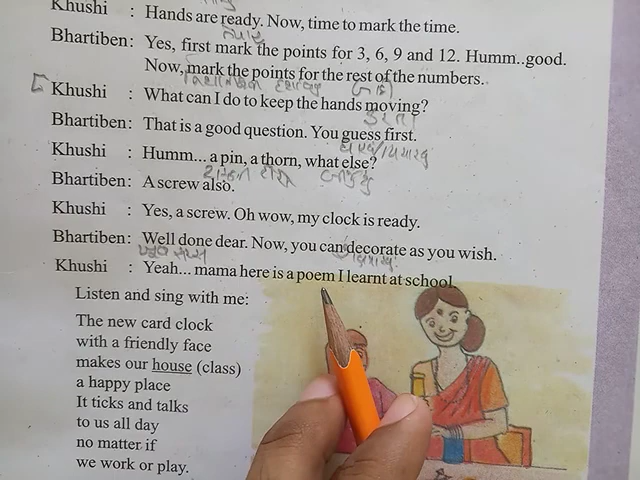 Khushi : Hands are ready. Now, time to mark the time.
Bhartiben: Yes, first mark the points for 3, 6, 9 and 12. Humm..good.
Now, mark the points for the rest of the numbers.
Khushi : What can I do to keep the hands moving?
Bhartiben: That is a good question. You guess first.
Khushi : Humm... a pin, a thorn, what else?
Bhartiben: A screw also.
Khushi : Yes, a screw. Oh wow, my clock is ready.
Bhartiben: Well done dear. Now, you can decorate as you wish.
Khushi : Yeah... mama here is a poem I learnt at school.
Listen and sing with me:
The new card clock
with a friendly face
makes our house (class)
a happy place
It ticks and talks
to us all day
no matter if
we work or play.